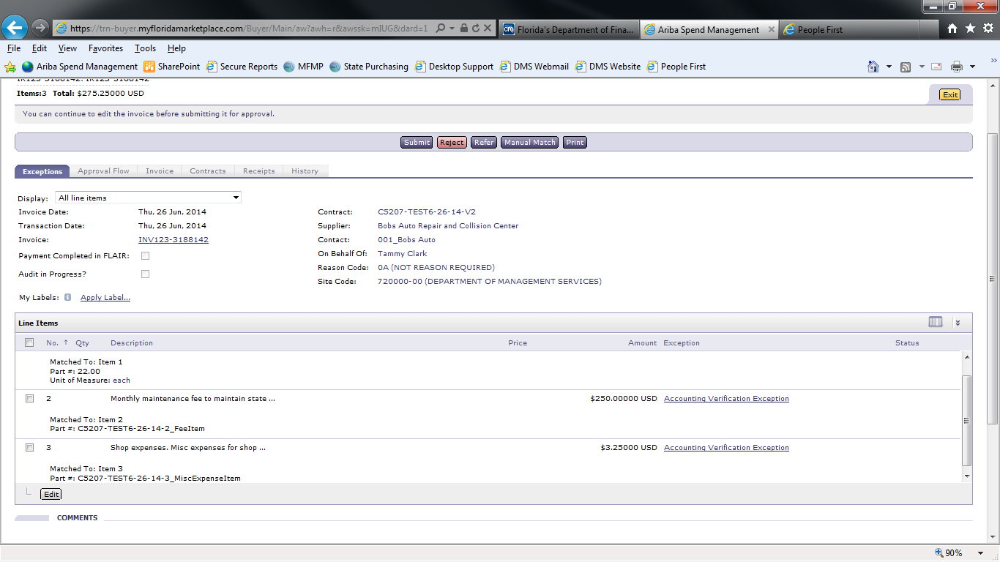 https://trn-buyer.myfloridamarketplace.com/Buyer/Main/aw?awh=r&awssk=mIUG&dard=1
Florida's Department of Fina...
Ariba Spend Management
People First
File Edit View Favorites Tools Help
Ariba Spend Management SharePoint Secure Reports MFMP State Purchasing Desktop Support DMS Webmail DMS Website People First
Items:3 Total: $275.25000 USD
Exit
You can continue to edit the invoice before submitting it for approval.
Submit Reject Refer Manual Match Print
Exceptions Approval Flow Invoice Contracts Receipts History
Display: All line items
Invoice Date: Thu, 26 Jun, 2014 Contract: C5207-TEST6-26-14-V2
Transaction Date: Thu, 26 Jun, 2014 Supplier: Bobs Auto Repair and Collision Center
Invoice: INV123-3188142 Contact: 001_Bobs Auto
Payment Completed in FLAIR: On Behalf Of: Tammy Clark
Reason Code: 0A (NOT REASON REQUIRED)
Audit in Progress? Site Code: 720000-00 (DEPARTMENT OF MANAGEMENT SERVICES)
My Labels: Apply Label...
Line Items
No. ↑ Qty Description Price Amount Exception Status
Matched To: Item 1
Part #: 22.00
Unit of Measure: each
2 Monthly maintenance fee to maintain state ... $250.00000 USD Accounting Verification Exception
Matched To: Item 2
Part #: C5207-TEST6-26-14-2_FeeItem
3 Shop expenses. Misc expenses for shop ... $3.25000 USD Accounting Verification Exception
Matched To: Item 3
Part #: C5207-TEST6-26-14-3_MiscExpenseItem
Edit
COMMENTS
90%